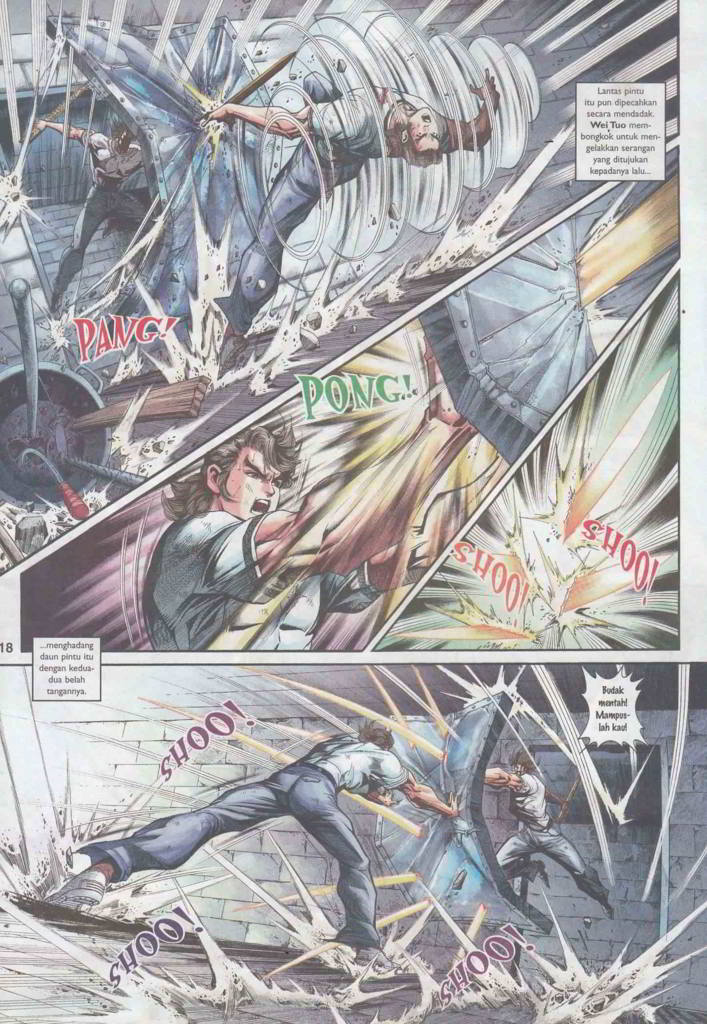 Lantas pintu
itu pun dipecahkan
secara mendadak.
Wei Tuo mem-
bongkok untuk men-
gelakkan serangan
yang ditujukan
kepadanya lalu...
PANG!
PONG!
SHOO!
SHOO!
18
...menghadang
daun pintu itu
dengan kedua-
dua belah
tangannya.
Budak
mentah!
Mampus-
lah kau!
SHOO!
SHOO!
SHOO!